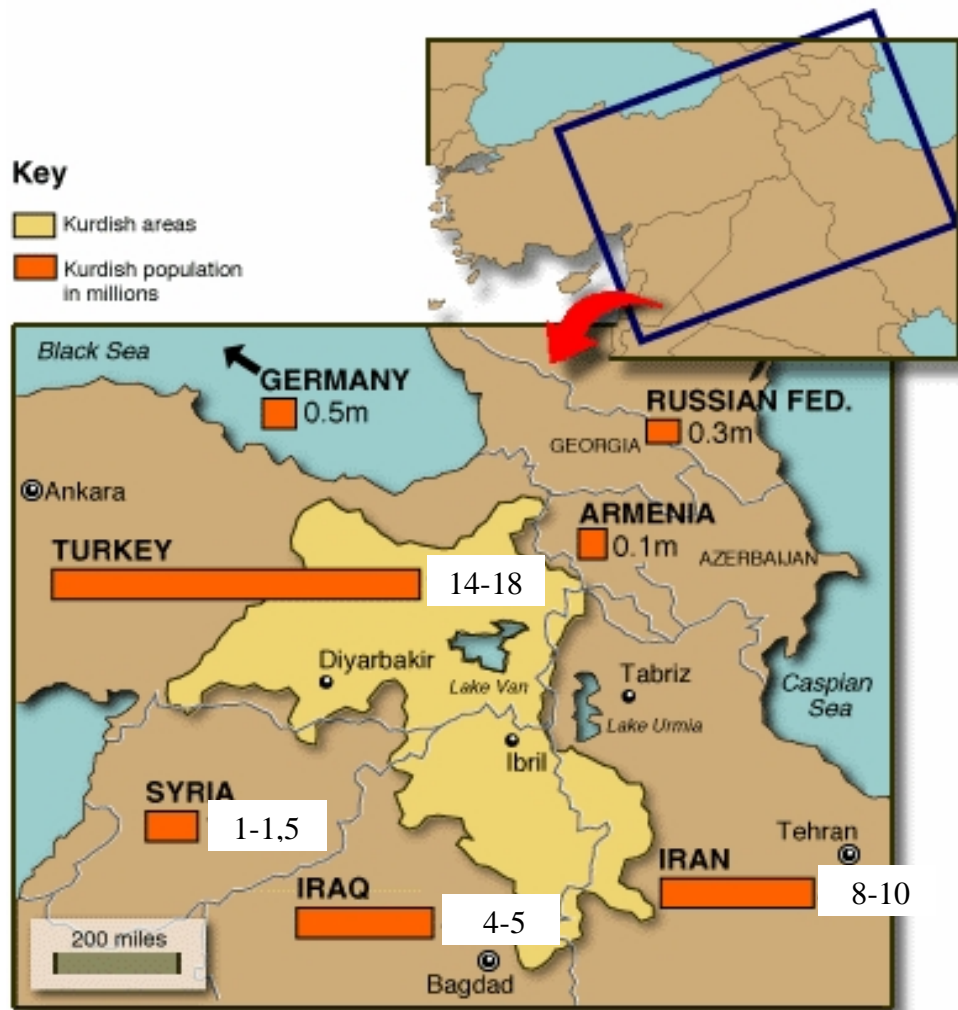 Key
Kurdish areas
Kurdish population
in millions
Black Sea
GERMANY
0.5m
RUSSIAN FED.
0.3m
GEORGIA
Ankara
ARMENIA
0.1m
AZERBAIJAN
TURKEY
14-18
Diyarbakir
Lake Van
Tabriz
Lake Urmia
Caspian
Sea
Ibril
SYRIA
1-1,5
Tehran
IRAN
8-10
IRAQ
4-5
200 miles
Bagdad